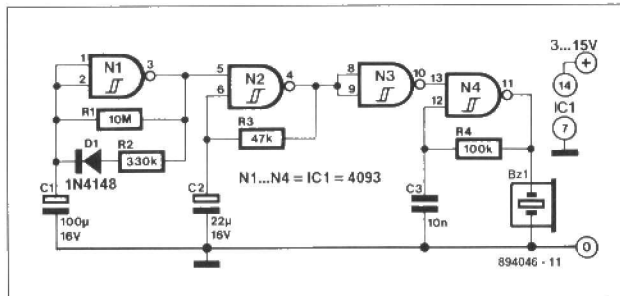 3...15V
+
1
2
N1
3
5
6
N2
4
8
9
N3
10
13
12
N4
11
14
IC1
7
R1
10M
D1
R2
330k
1N4148
R3
47k
R4
100k
N1...N4 = IC1 = 4093
C1
100µ
16V
C2
22µ
16V
C3
10n
Bz1
0
894046 - 11